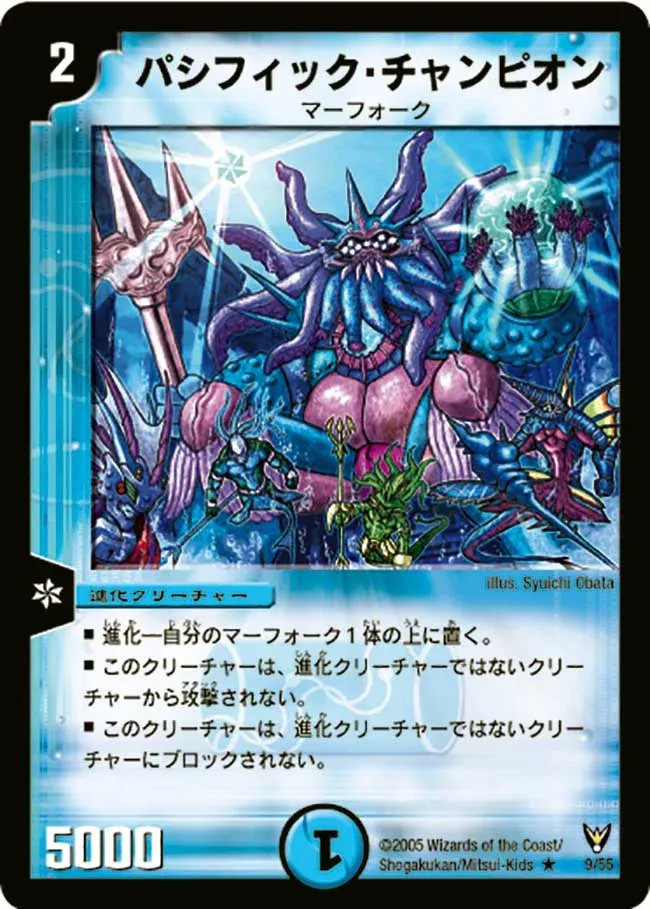 2
パシフィック・チャンピオン
マーフォーク
illus. Syuichi Obata
進化クリーチャー
■ 進化—自分のマーフォーク1体の上に置く。
■ このクリーチャーは、進化クリーチャーではないクリー
チャーから攻撃されない。
■ このクリーチャーは、進化クリーチャーではないクリー
チャーにブロックされない。
5000
1
©2005 Wizards of the Coast/
Shogakukan/Mitsui-Kids ★ 9/55